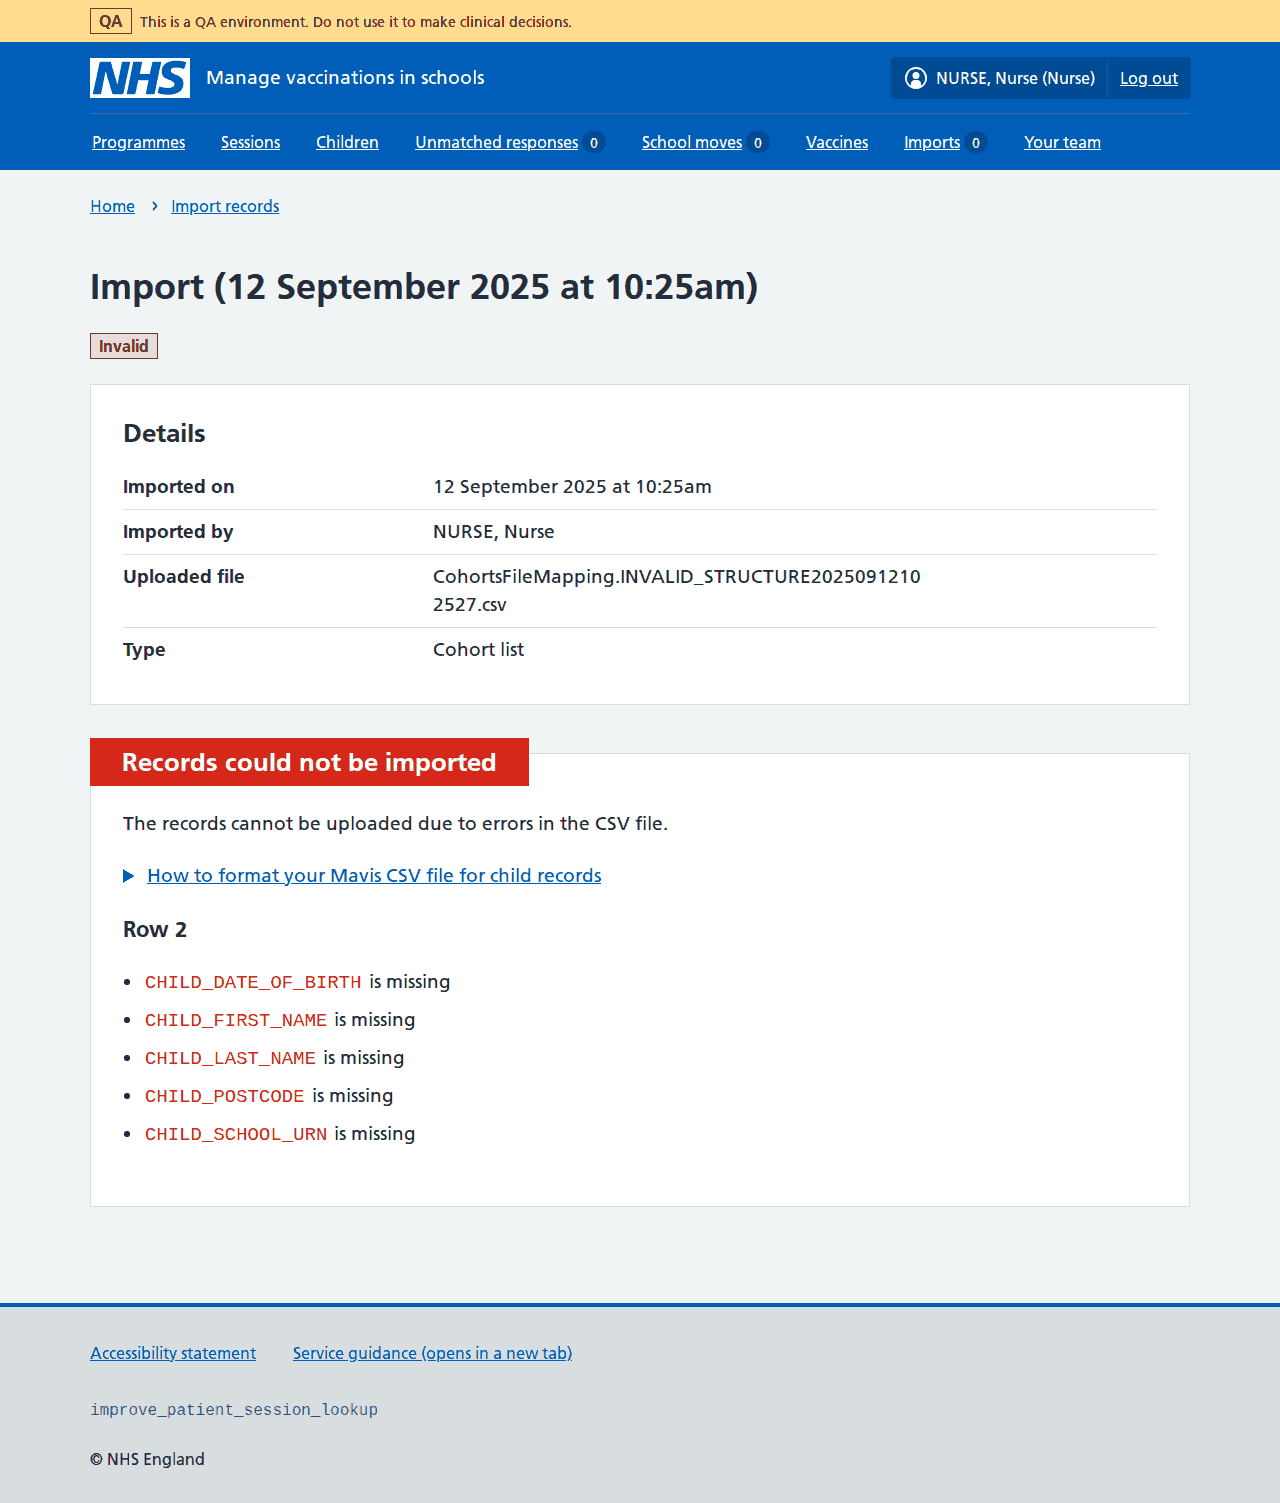 QA This is a QA environment. Do not use it to make clinical decisions.
NHS Manage vaccinations in schools NURSE, Nurse (Nurse) Log out
Programmes Sessions Children Unmatched responses 0 School moves 0 Vaccines Imports 0 Your team
Home Import records
Import (12 September 2025 at 10:25am)
Invalid
Details
Imported on 12 September 2025 at 10:25am
Imported by NURSE, Nurse
Uploaded file CohortsFileMapping.INVALID_STRUCTURE2025091210
2527.csv
Type Cohort list
Records could not be imported
The records cannot be uploaded due to errors in the CSV file.
How to format your Mavis CSV file for child records
Row 2
CHILD_DATE_OF_BIRTH is missing
CHILD_FIRST_NAME is missing
CHILD_LAST_NAME is missing
CHILD_POSTCODE is missing
CHILD_SCHOOL_URN is missing
Accessibility statement Service guidance (opens in a new tab)
improve_patient_session_lookup
© NHS England